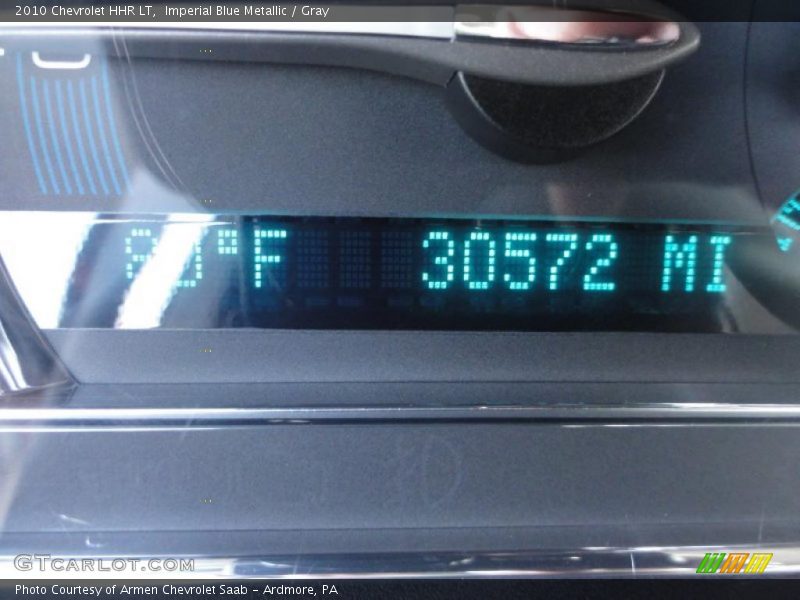 2010 Chevrolet HHR LT,  Imperial Blue Metallic / Gray
°F 30572 MI
GTCARLOT.COM
Photo Courtesy of Armen Chevrolet Saab - Ardmore, PA